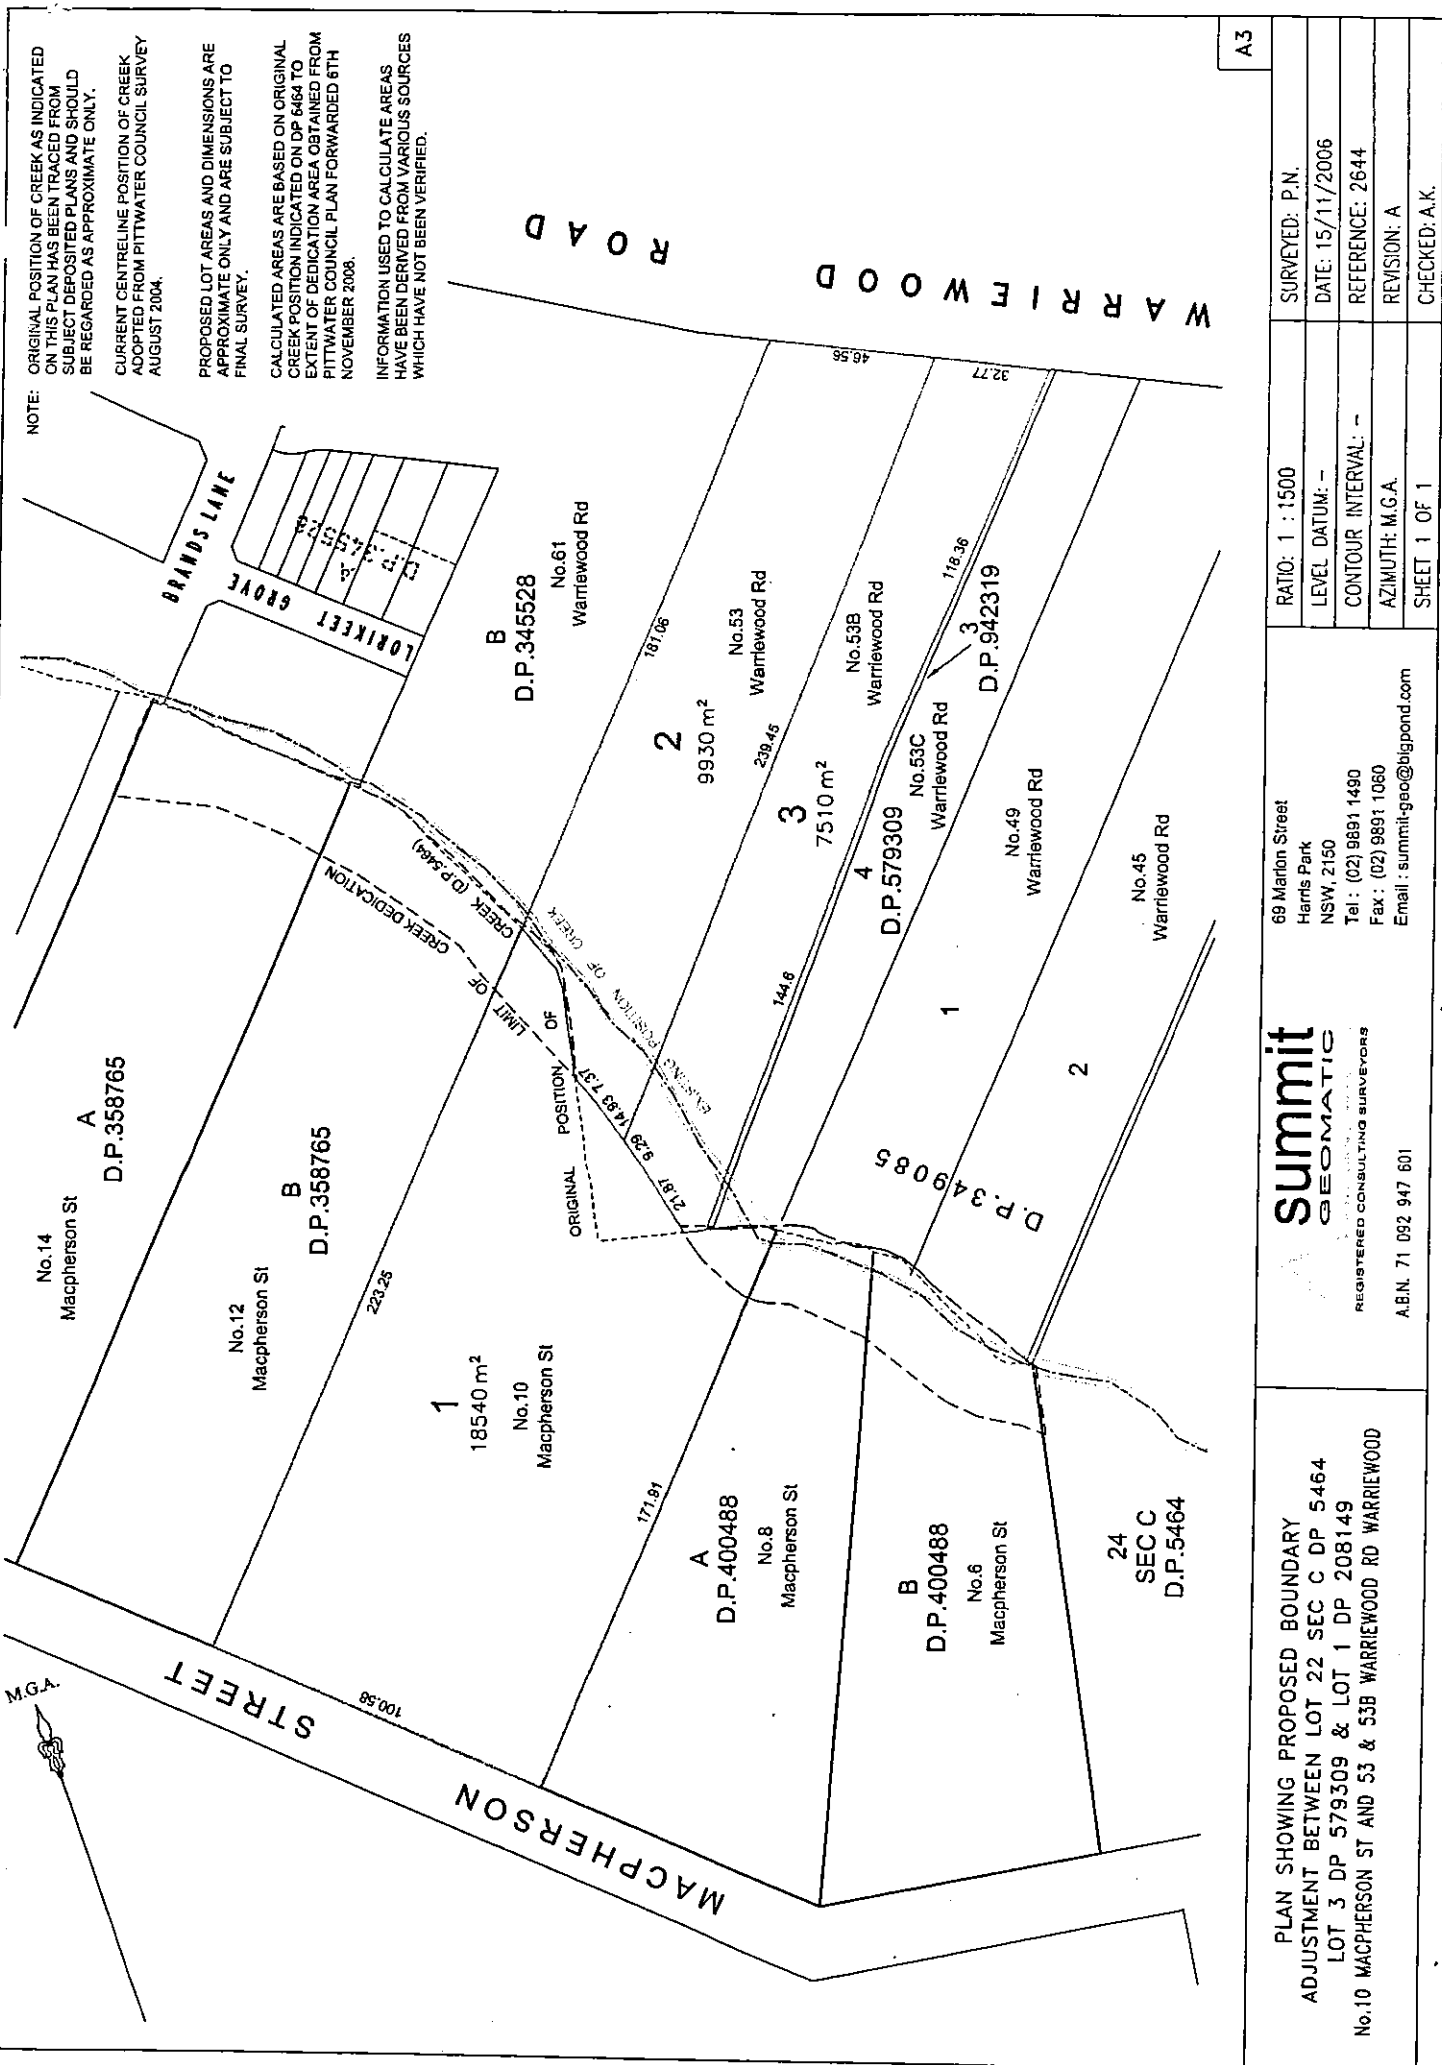 NOTE: ORIGINAL POSITION OF CREEK AS INDICATED
ON THIS PLAN HAS BEEN TRACED FROM
SUBJECT DEPOSITED PLANS AND SHOULD
BE REGARDED AS APPROXIMATE ONLY.
CURRENT CENTRELINE POSITION OF CREEK
ADOPTED FROM PITTWATER COUNCIL SURVEY
AUGUST 2004.
PROPOSED LOT AREAS AND DIMENSIONS ARE
APPROXIMATE ONLY AND ARE SUBJECT TO
FINAL SURVEY.
CALCULATED AREAS ARE BASED ON ORIGINAL
CREEK POSITION INDICATED ON DP 5464 TO
EXTENT OF DEDICATION AREA OBTAINED FROM
PITTWATER COUNCIL PLAN FORWARDED 6TH
NOVEMBER 2006.
INFORMATION USED TO CALCULATE AREAS
HAVE BEEN DERIVED FROM VARIOUS SOURCES
WHICH HAVE NOT BEEN VERIFIED.
M.G.A.
MACPHERSON STREET
100.58
No.14
Macpherson St
A
D.P.358765
No.12
Macpherson St
B
D.P.358765
223.25
1
18540 m²
No.10
Macpherson St
171.91
A
D.P.400488
No.8
Macpherson St
B
D.P.400488
No.6
Macpherson St
24
SEC C
D.P.5464
BRANDS LANE
LORIKEET GROVE
A
D.P.345528
B
D.P.345528
No.61
Warriewood Rd
LIMIT OF CREEK DEDICATION
ORIGINAL POSITION OF CREEK (D.P.5464)
EXISTING POSITION OF CREEK
7.37
14.93
9.29
21.87
181.06
2
9930 m²
No.53
Warriewood Rd
239.45
3
7510 m²
No.53B
Warriewood Rd
118.36
144.6
4
D.P.579309
No.53C
Warriewood Rd
3
D.P.942319
No.49
Warriewood Rd
1
No.45
Warriewood Rd
2
D.P.349085
46.56
32.77
WARRIEWOOD ROAD
A3
PLAN SHOWING PROPOSED BOUNDARY
ADJUSTMENT BETWEEN LOT 22 SEC C DP 5464
LOT 3 DP 579309 & LOT 1 DP 208149
No.10 MACPHERSON ST AND 53 & 53B WARRIEWOOD RD WARRIEWOOD
summit
GEOMATIC
REGISTERED CONSULTING SURVEYORS
A.B.N. 71 092 947 601
69 Marion Street
Harris Park
NSW, 2150
Tel : (02) 9891 1490
Fax : (02) 9891 1060
Email : summit-geo@bigpond.com
RATIO: 1 : 1500
LEVEL DATUM: -
CONTOUR INTERVAL: -
AZIMUTH: M.G.A.
SHEET 1 OF 1
SURVEYED: P.N.
DATE: 15/11/2006
REFERENCE: 2644
REVISION: A
CHECKED: A.K.